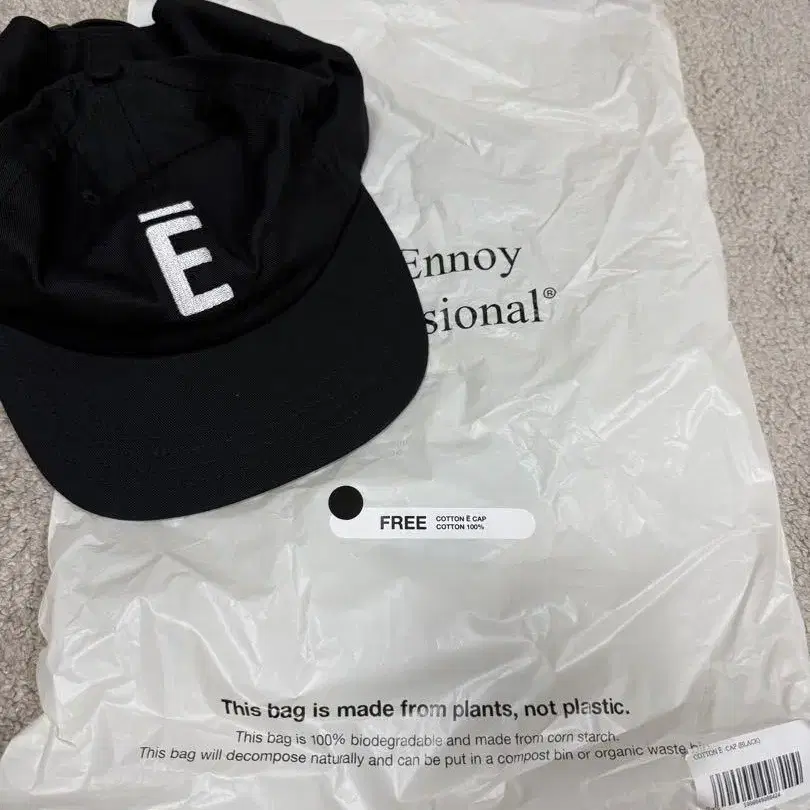 Ē
Ennoy
sional®
FREE COTTON Ē CAP
COTTON 100%
This bag is made from plants, not plastic.
This bag is 100% biodegradable and made from corn starch.
This bag will decompose naturally and can be put in a compost bin or organic waste
COTTON Ē CAP (BLACK)